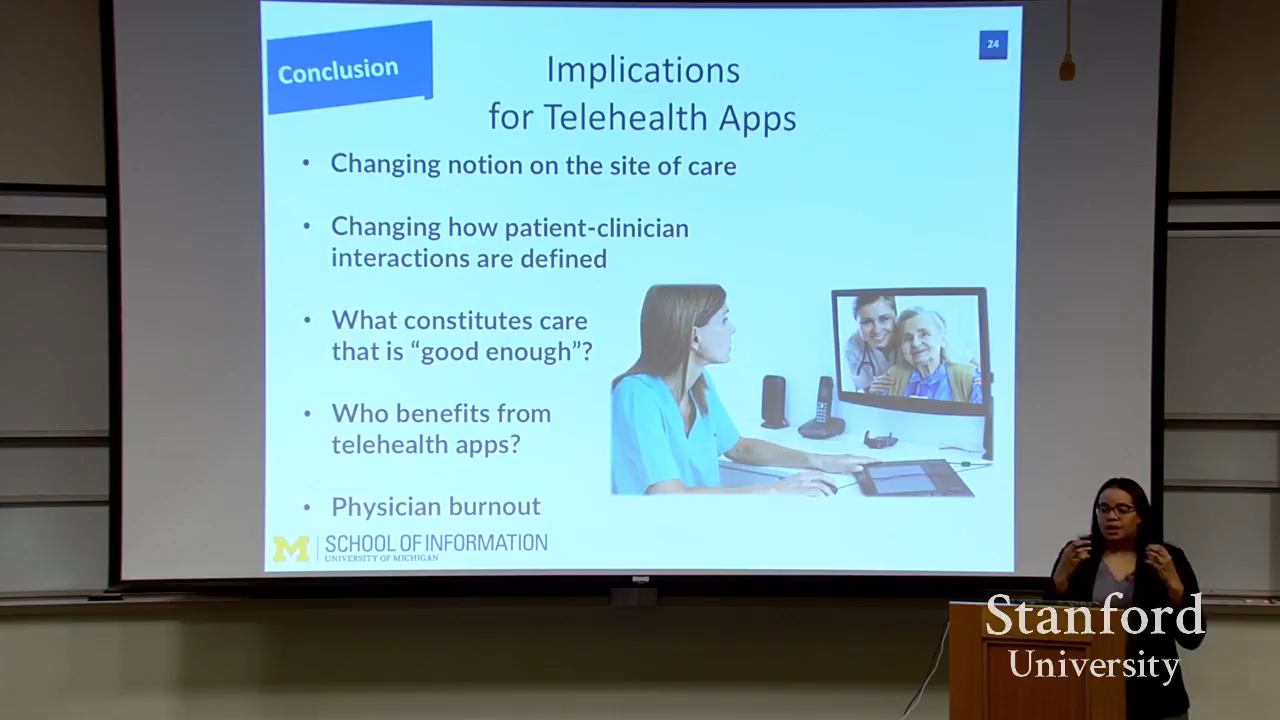 Conclusion
24
Implications
for Telehealth Apps
• Changing notion on the site of care
• Changing how patient-clinician
interactions are defined
• What constitutes care
that is “good enough”?
• Who benefits from
telehealth apps?
• Physician burnout
M SCHOOL OF INFORMATION
UNIVERSITY OF MICHIGAN
Stanford
University